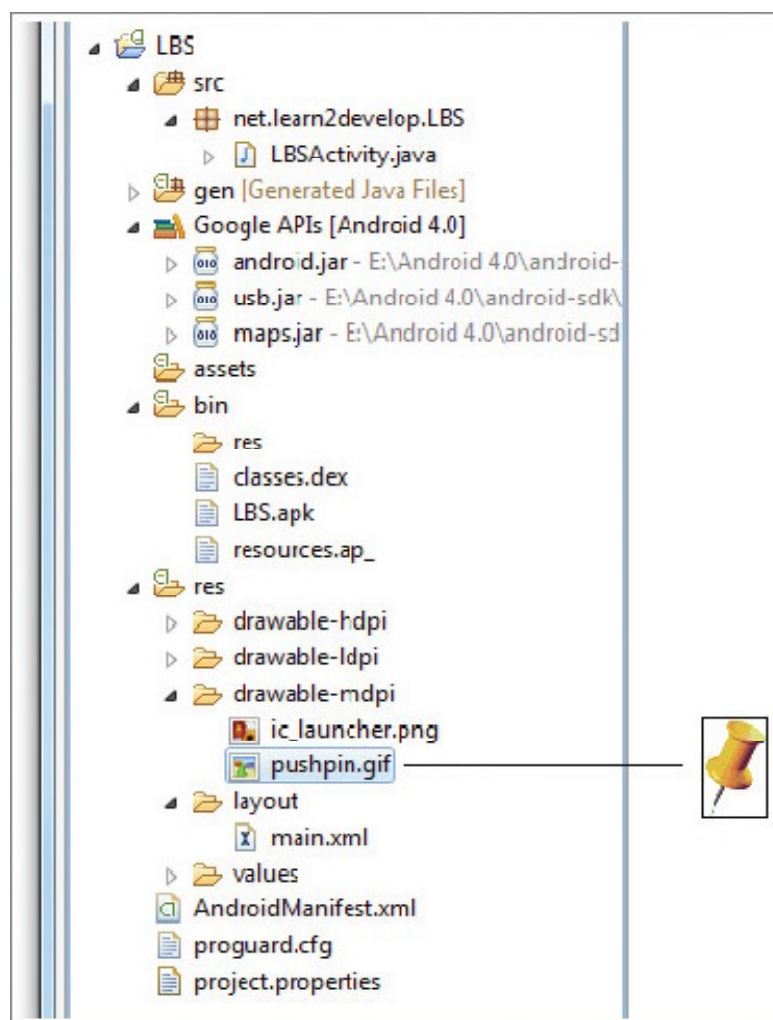 LBS
src
net.learn2develop.LBS
LBSActivity.java
gen [Generated Java Files]
Google APIs [Android 4.0]
android.jar - E:\Android 4.0\android-
usb.jar - E:\Android 4.0\android-sdk\
maps.jar - E:\Android 4.0\android-sd
assets
bin
res
classes.dex
LBS.apk
resources.ap_
res
drawable-hdpi
drawable-ldpi
drawable-mdpi
ic_launcher.png
pushpin.gif
layout
main.xml
values
AndroidManifest.xml
proguard.cfg
project.properties